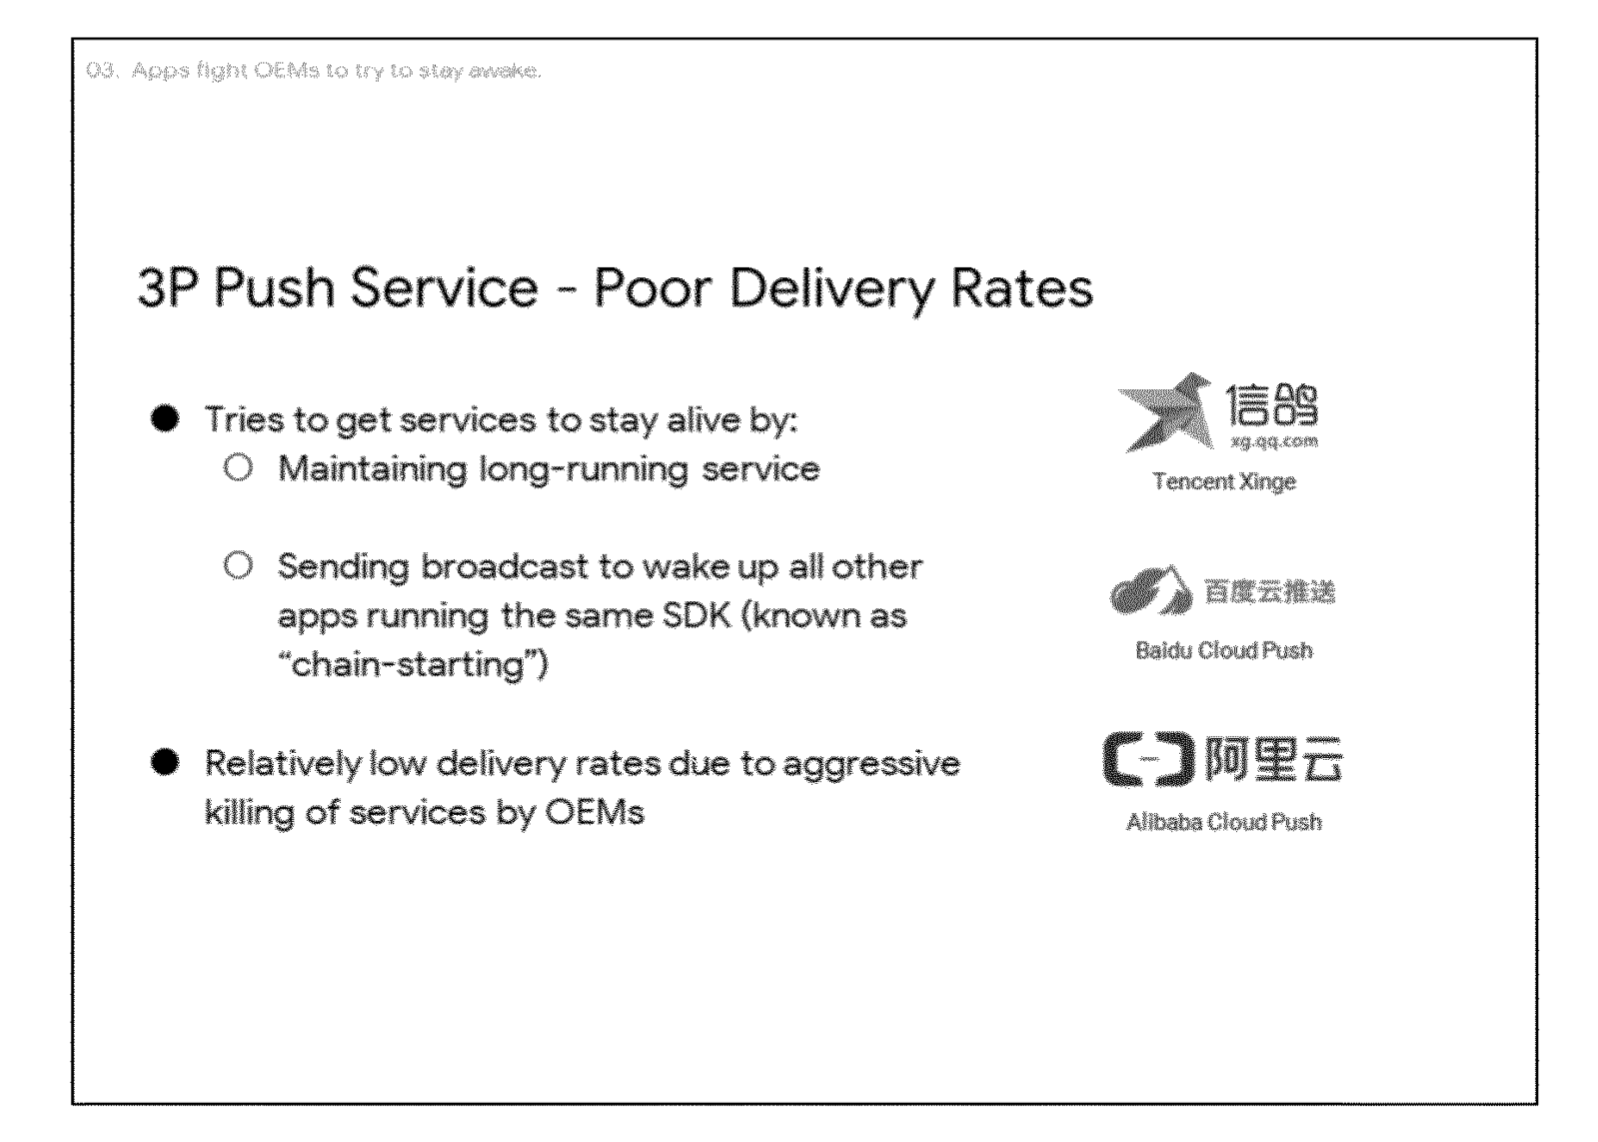 03. Apps fight OEMs to try to stay awake.
3P Push Service - Poor Delivery Rates
● Tries to get services to stay alive by:
○ Maintaining long-running service
○ Sending broadcast to wake up all other
apps running the same SDK (known as
“chain-starting”)
● Relatively low delivery rates due to aggressive
killing of services by OEMs
信鸽
xg.qq.com
Tencent Xinge
百度云推送
Baidu Cloud Push
阿里云
Alibaba Cloud Push